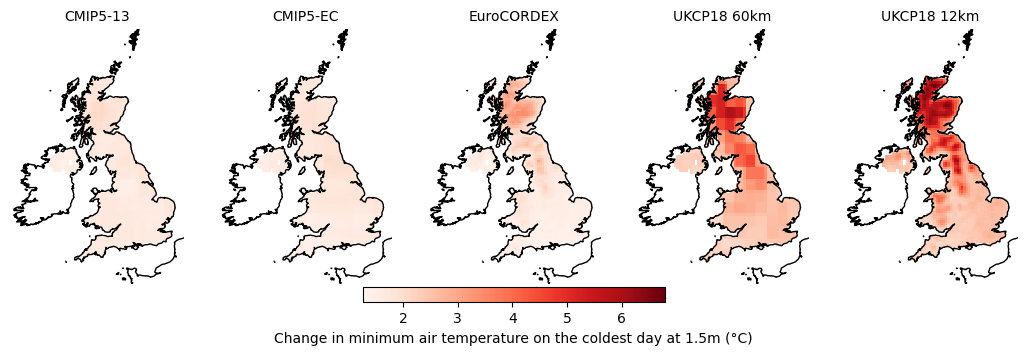 CMIP5-13 CMIP5-EC EuroCORDEX UKCP18 60km UKCP18 12km
2 3 4 5 6
Change in minimum air temperature on the coldest day at 1.5m (°C)